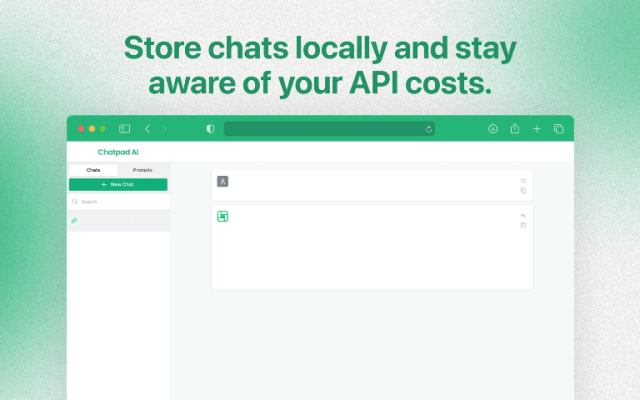 Store chats locally and stay
aware of your API costs.
Chatpad AI
Chats Prompts
+ New Chat
Search